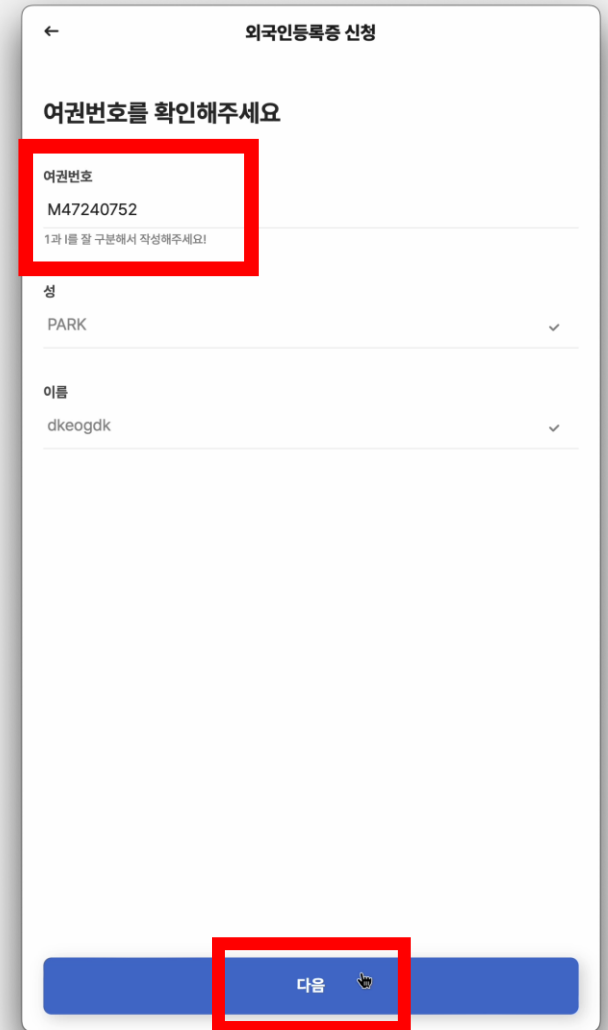 외국인등록증 신청
여권번호를 확인해주세요
여권번호
M47240752
1과 I를 잘 구분해서 작성해주세요!
성
PARK
이름
dkeogdk
다음